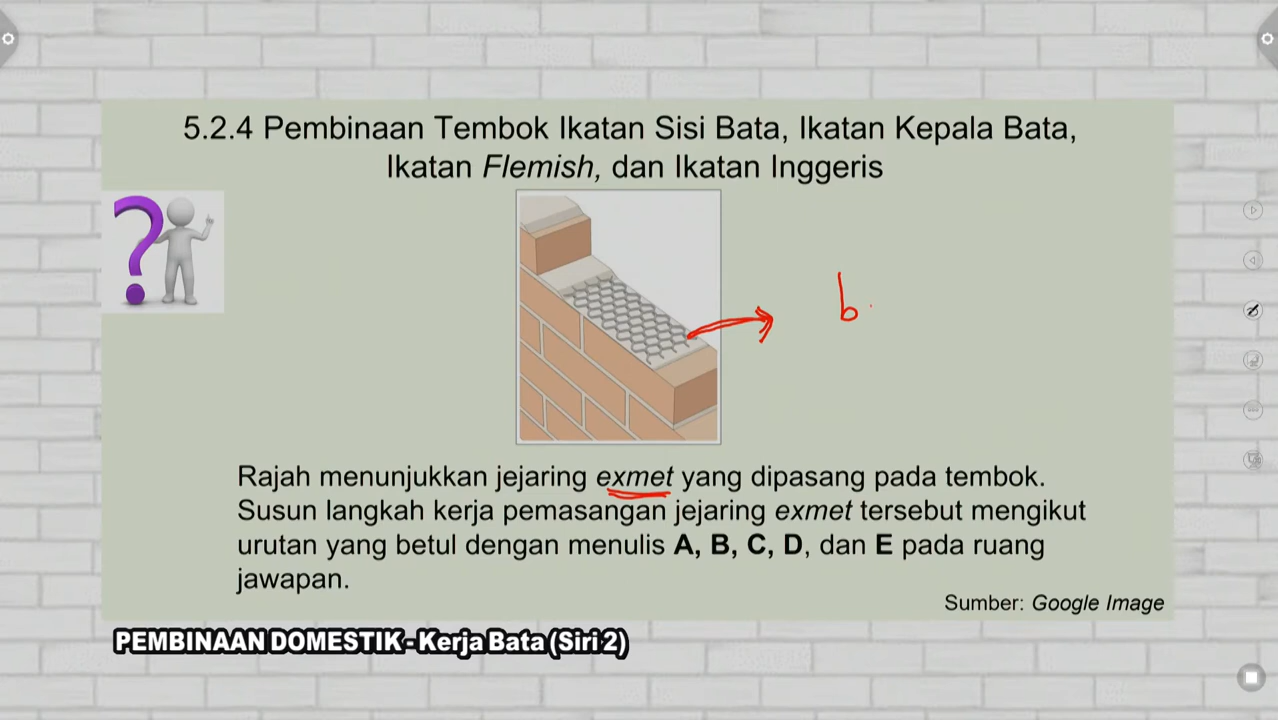 5.2.4 Pembinaan Tembok Ikatan Sisi Bata, Ikatan Kepala Bata,
Ikatan Flemish, dan Ikatan Inggeris
b
Rajah menunjukkan jejaring exmet yang dipasang pada tembok.
Susun langkah kerja pemasangan jejaring exmet tersebut mengikut
urutan yang betul dengan menulis A, B, C, D, dan E pada ruang
jawapan.
Sumber: Google Image
PEMBINAAN DOMESTIK - Kerja Bata (Siri 2)